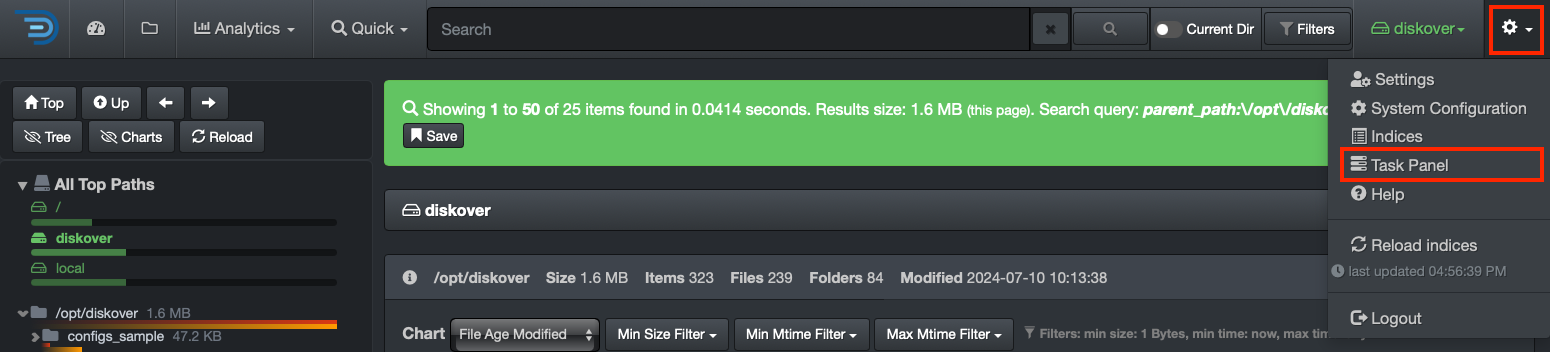 Analytics
Quick
Search
Current Dir
Filters
diskover
Top
Up
Tree
Charts
Reload
All Top Paths
/
diskover
local
/opt/diskover 1.6 MB
configs_sample 47.2 KB
Showing 1 to 50 of 25 items found in 0.0414 seconds. Results size: 1.6 MB (this page). Search query: parent_path:\/opt\/disko
Save
diskover
/opt/diskover Size 1.6 MB Items 323 Files 239 Folders 84 Modified 2024-07-10 10:13:38
Chart File Age Modified Min Size Filter Min Mtime Filter Max Mtime Filter Filters: min size: 1 Bytes, min time: now, max tim
Settings
System Configuration
Indices
Task Panel
Help
Reload indices
last updated 04:56:39 PM
Logout